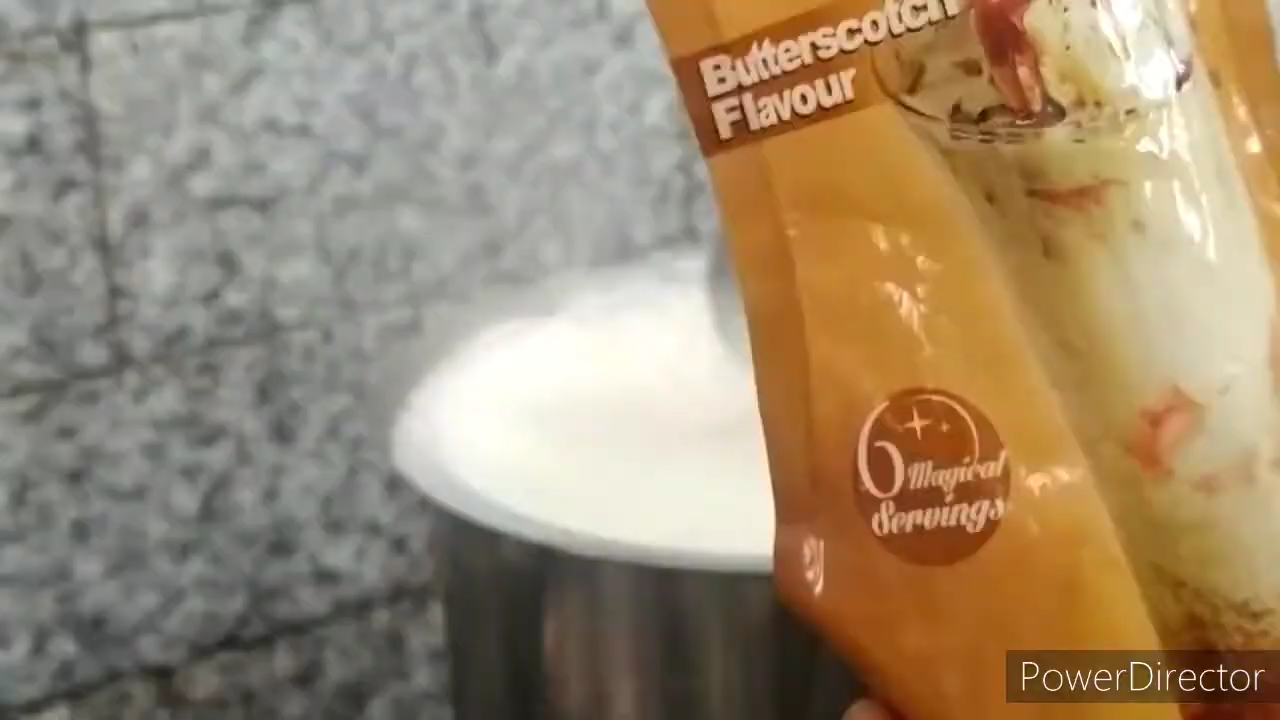 Butterscotch
Flavour
6 Magical
Servings
PowerDirector